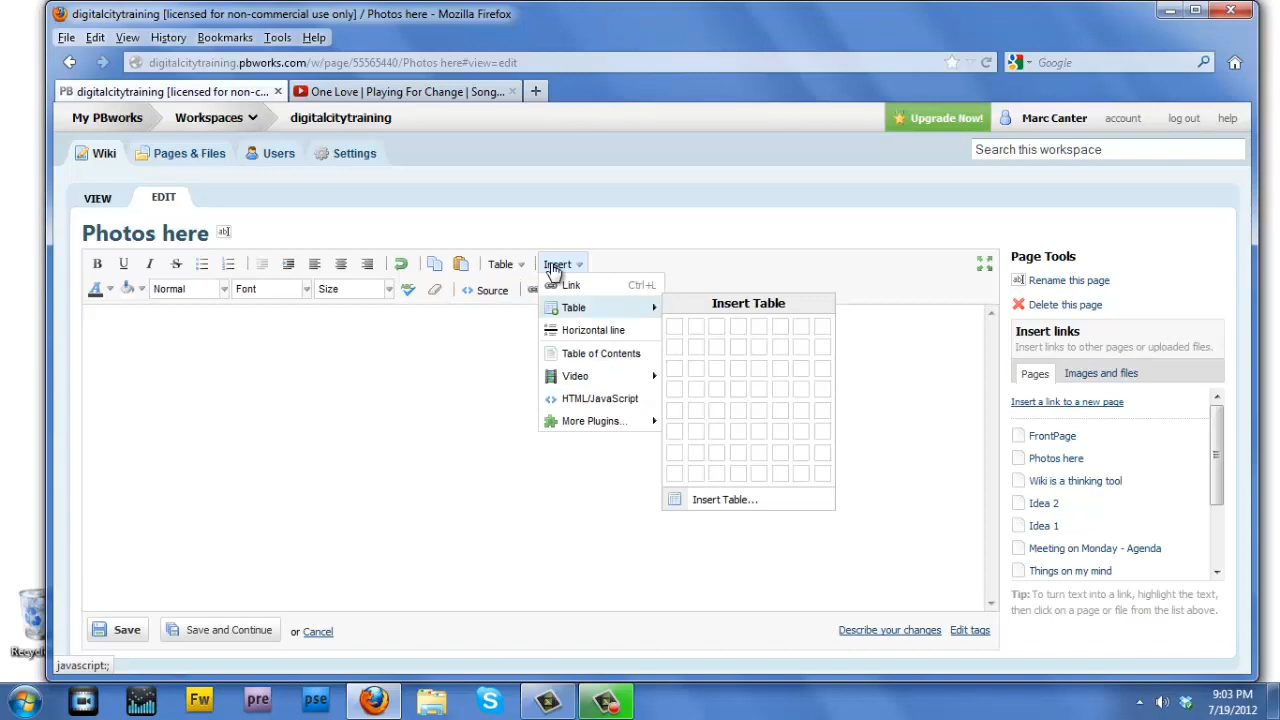 digitalcitytraining [licensed for non-commercial use only] / Photos here - Mozilla Firefox
File Edit View History Bookmarks Tools Help
digitalcitytraining.pbworks.com/w/page/55565440/Photos here#view=edit
Google
PB digitalcitytraining [licensed for non-c...
One Love | Playing For Change | Song...
My PBworks Workspaces digitalcitytraining
Upgrade Now! Marc Canter account log out help
Wiki Pages & Files Users Settings
Search this workspace
VIEW EDIT
Photos here
Table Insert
Normal Font Size Source
Link Ctrl+L
Table
Horizontal line
Table of Contents
Video
HTML/JavaScript
More Plugins...
Insert Table
Insert Table...
Page Tools
Rename this page
Delete this page
Insert links
Insert links to other pages or uploaded files.
Pages Images and files
Insert a link to a new page
FrontPage
Photos here
Wiki is a thinking tool
Idea 2
Idea 1
Meeting on Monday - Agenda
Things on my mind
Tip: To turn text into a link, highlight the text,
then click on a page or file from the list above.
Save Save and Continue or Cancel
Describe your changes Edit tags
javascript:;
Fw pre pse
9:03 PM
7/19/2012